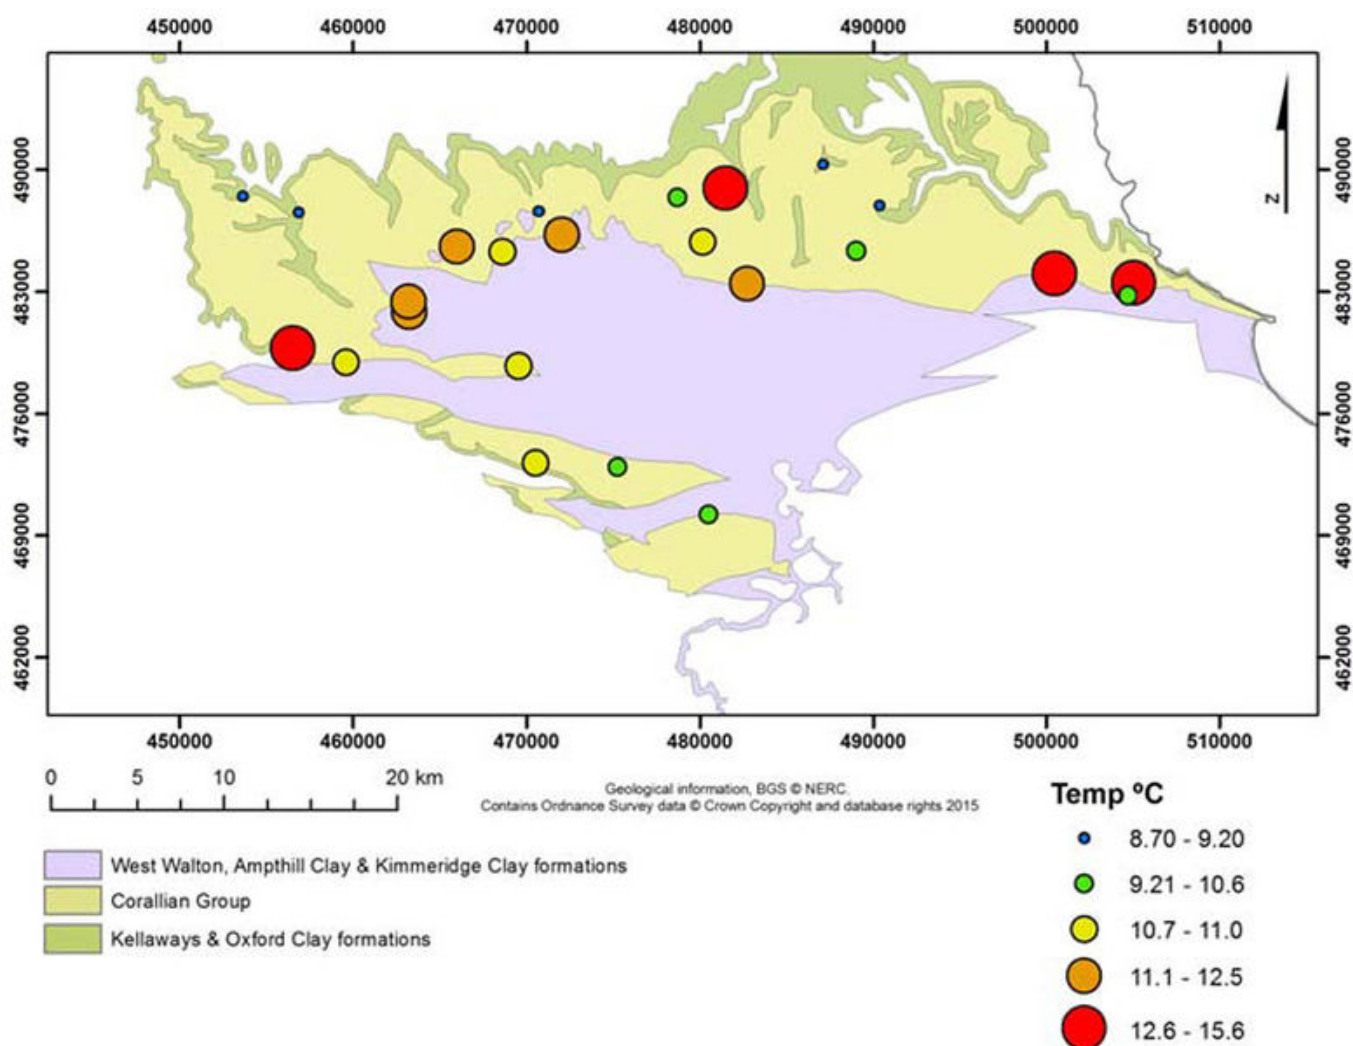 450000 460000 470000 480000 490000 500000 510000
490000 490000
N
483000 483000
476000 476000
469000 469000
462000 462000
450000 460000 470000 480000 490000 500000 510000
0 5 10 20 km
Geological information, BGS © NERC.
Contains Ordnance Survey data © Crown Copyright and database rights 2015
West Walton, Ampthill Clay & Kimmeridge Clay formations
Corallian Group
Kellaways & Oxford Clay formations
Temp ºC
8.70 - 9.20
9.21 - 10.6
10.7 - 11.0
11.1 - 12.5
12.6 - 15.6